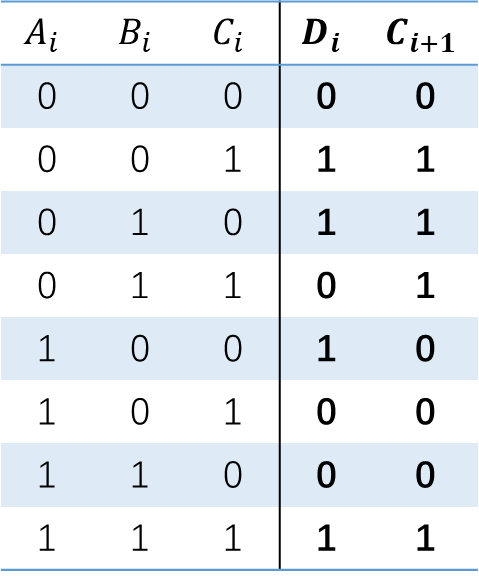 Aᵢ Bᵢ Cᵢ Dᵢ Cᵢ₊₁
0 0 0 0 0
0 0 1 1 1
0 1 0 1 1
0 1 1 0 1
1 0 0 1 0
1 0 1 0 0
1 1 0 0 0
1 1 1 1 1